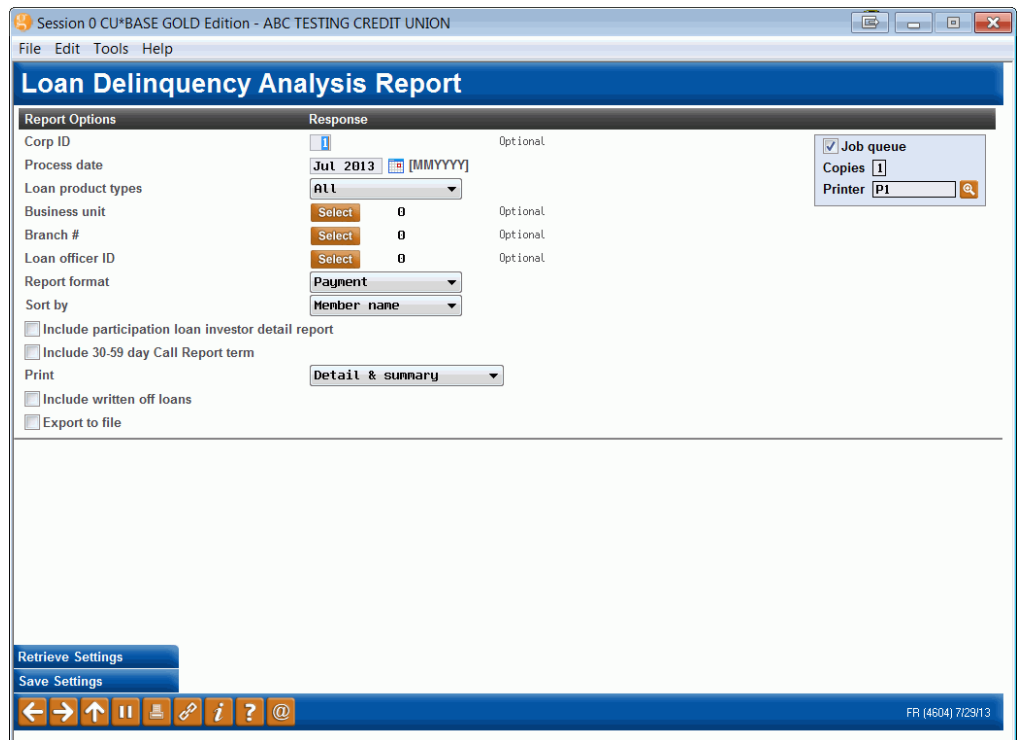 Session 0 CU*BASE GOLD Edition - ABC TESTING CREDIT UNION
File Edit Tools Help
Loan Delinquency Analysis Report
Report Options Response
Corp ID 1 Optional
Process date Jul 2013 [MMYYYY]
Loan product types All
Business unit Select 0 Optional
Branch # Select 0 Optional
Loan officer ID Select 0 Optional
Report format Payment
Sort by Member name
Include participation loan investor detail report
Include 30-59 day Call Report term
Print Detail & summary
Include written off loans
Export to file
Job queue
Copies 1
Printer P1
Retrieve Settings
Save Settings
i ? @
FR (4604) 7/29/13